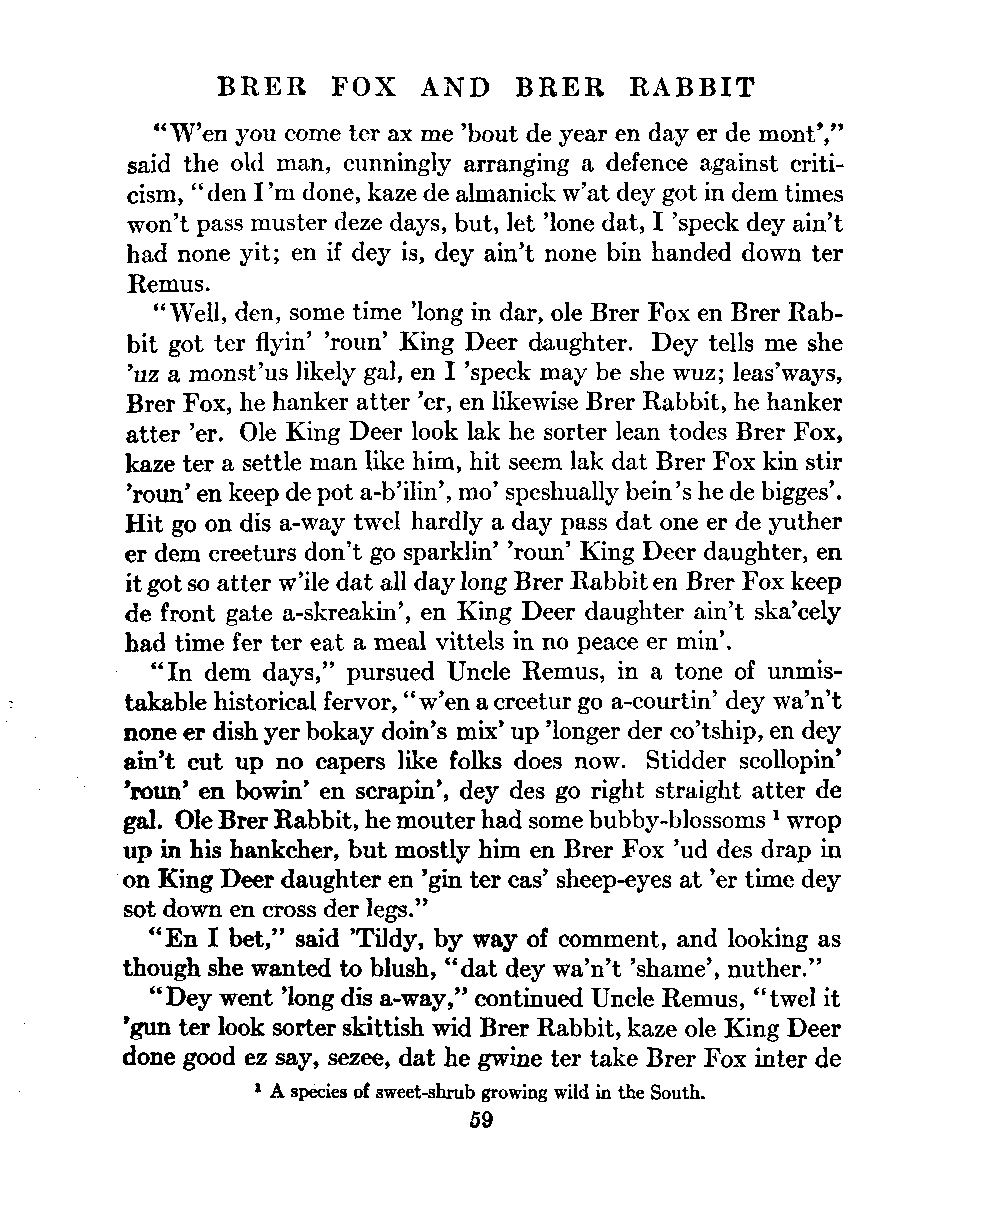 BRER FOX AND BRER RABBIT
“W’en you come ter ax me ’bout de year en day er de mont’,”
said the old man, cunningly arranging a defence against criti-
cism, “den I’m done, kaze de almanick w’at dey got in dem times
won’t pass muster deze days, but, let ’lone dat, I ’speck dey ain’t
had none yit; en if dey is, dey ain’t none bin handed down ter
Remus.
“Well, den, some time ’long in dar, ole Brer Fox en Brer Rab-
bit got ter flyin’ ’roun’ King Deer daughter. Dey tells me she
’uz a monst’us likely gal, en I ’speck may be she wuz; leas’ways,
Brer Fox, he hanker atter ’er, en likewise Brer Rabbit, he hanker
atter ’er. Ole King Deer look lak he sorter lean todes Brer Fox,
kaze ter a settle man like him, hit seem lak dat Brer Fox kin stir
’roun’ en keep de pot a-b’ilin’, mo’ speshually bein’s he de bigges’.
Hit go on dis a-way twel hardly a day pass dat one er de yuther
er dem creeturs don’t go sparklin’ ’roun’ King Deer daughter, en
it got so atter w’ile dat all day long Brer Rabbit en Brer Fox keep
de front gate a-skreakin’, en King Deer daughter ain’t ska’cely
had time fer ter eat a meal vittels in no peace er min’.
“In dem days,” pursued Uncle Remus, in a tone of unmis-
takable historical fervor, “w’en a creetur go a-courtin’ dey wa’n’t
none er dish yer bokay doin’s mix’ up ’longer der co’tship, en dey
ain’t cut up no capers like folks does now. Stidder scollopin’
’roun’ en bowin’ en scrapin’, dey des go right straight atter de
gal. Ole Brer Rabbit, he mouter had some bubby-blossoms ¹ wrop
up in his hankcher, but mostly him en Brer Fox ’ud des drap in
on King Deer daughter en ’gin ter cas’ sheep-eyes at ’er time dey
sot down en cross der legs.”
“En I bet,” said ’Tildy, by way of comment, and looking as
though she wanted to blush, “dat dey wa’n’t ’shame’, nuther.”
“Dey went ’long dis a-way,” continued Uncle Remus, “twel it
’gun ter look sorter skittish wid Brer Rabbit, kaze ole King Deer
done good ez say, sezee, dat he gwine ter take Brer Fox inter de
¹ A species of sweet-shrub growing wild in the South.
59